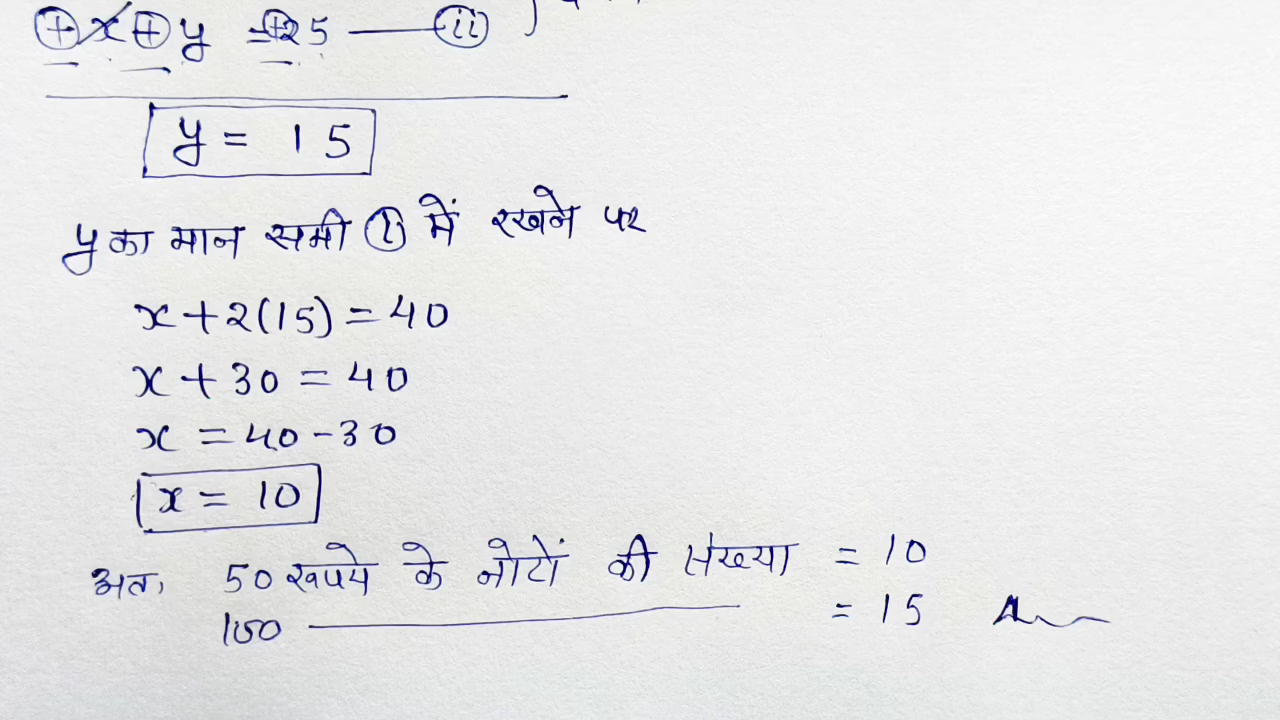 ⊕x⊕y =⊕25 — (ii)
y = 15
y का मान समी (i) में रखने पर
x+2(15)=40
x+30=40
x=40-30
x=10
अतः 50 रूपये के नोटों की संख्या = 10
100 ——— = 15 Ans